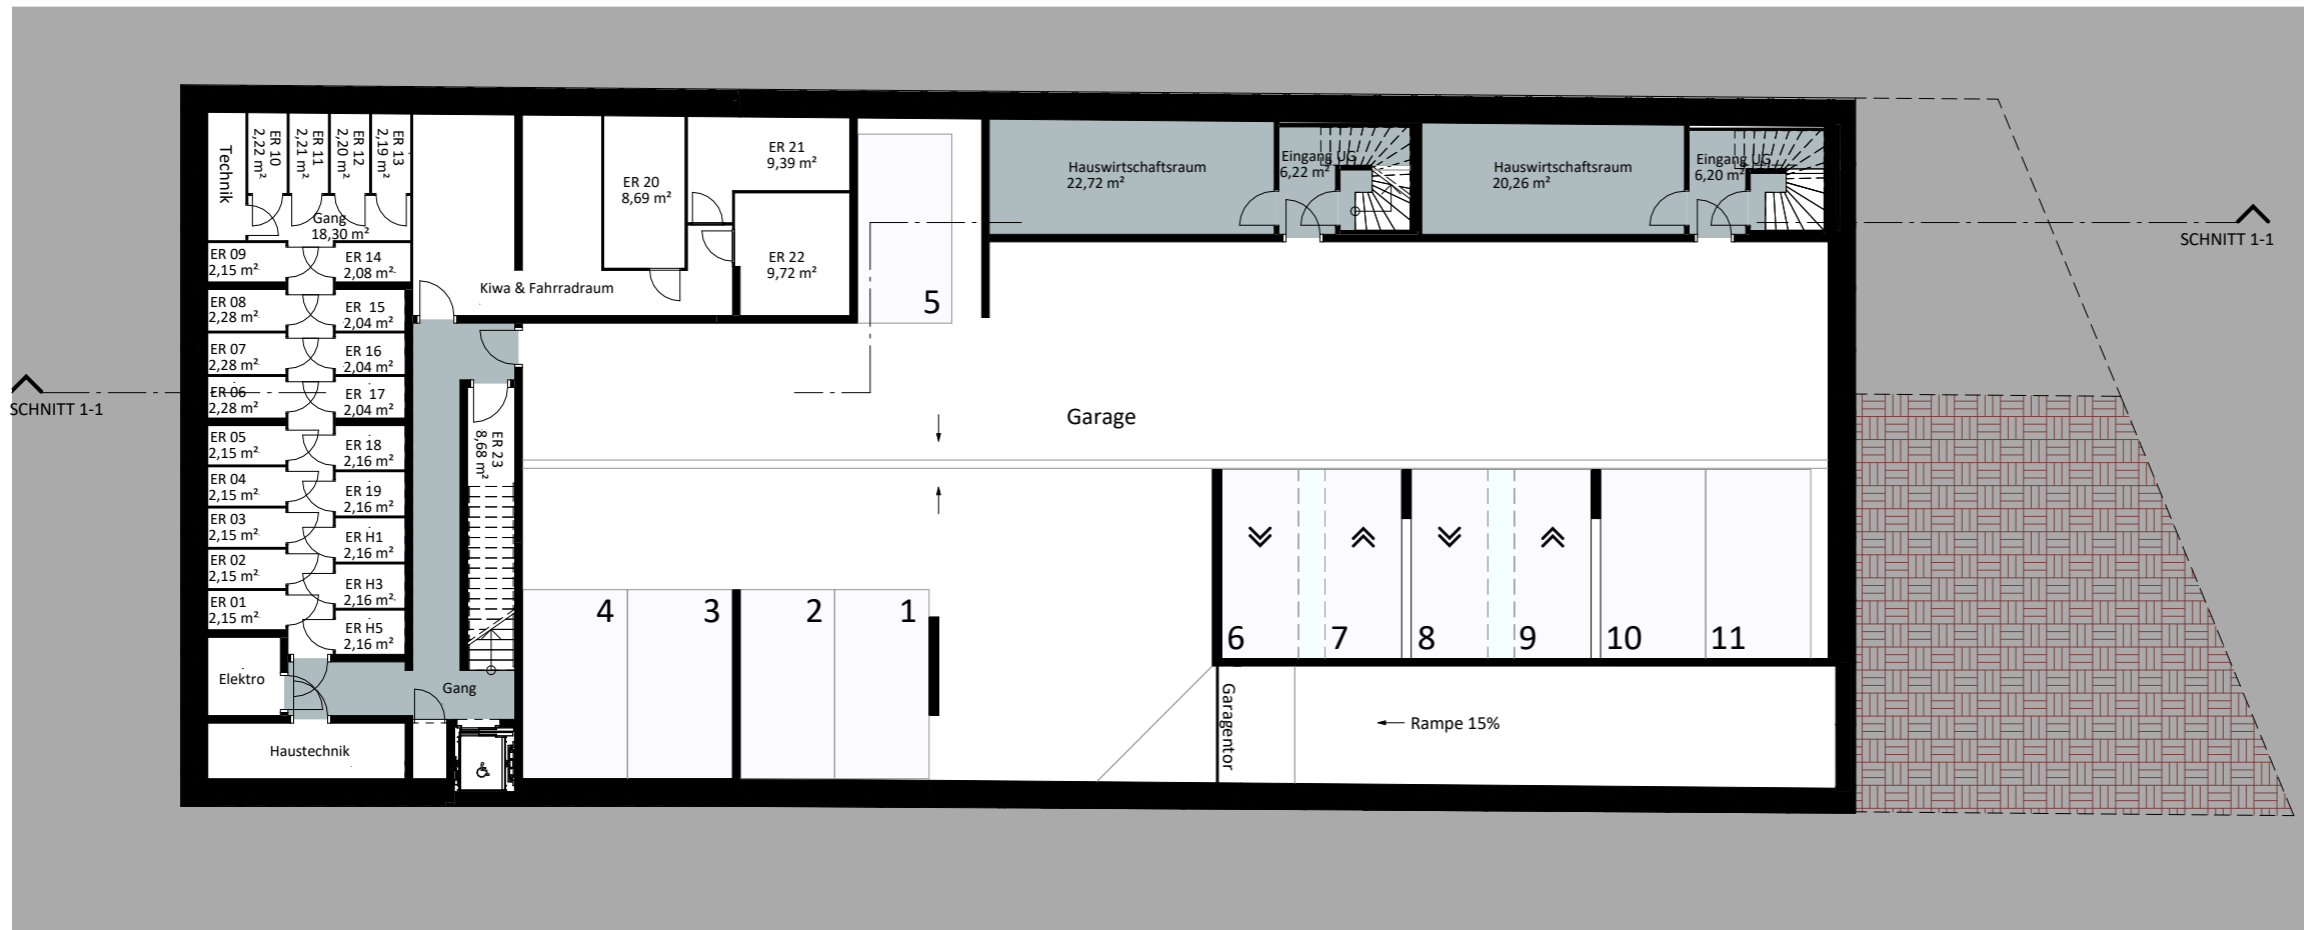 Technik
ER 10
2,22 m²
ER 11
2,21 m²
ER 12
2,20 m²
ER 13
2,19 m²
Gang
18,30 m²
ER 09
2,15 m²
ER 14
2,08 m²
ER 08
2,28 m²
ER 15
2,04 m²
ER 07
2,28 m²
ER 16
2,04 m²
ER 06
2,28 m²
ER 17
2,04 m²
ER 05
2,15 m²
ER 18
2,16 m²
ER 04
2,15 m²
ER 19
2,16 m²
ER 03
2,15 m²
ER H1
2,16 m²
ER 02
2,15 m²
ER H3
2,16 m²
ER 01
2,15 m²
ER H5
2,16 m²
Elektro
Gang
Haustechnik
ER 23
8,68 m²
Kiwa & Fahrradraum
ER 20
8,69 m²
ER 21
9,39 m²
ER 22
9,72 m²
5
Hauswirtschaftsraum
22,72 m²
Eingang UG
6,22 m²
Hauswirtschaftsraum
20,26 m²
Eingang UG
6,20 m²
SCHNITT 1-1
SCHNITT 1-1
Garage
4
3
2
1
6
7
8
9
10
11
Garagentor
Rampe 15%